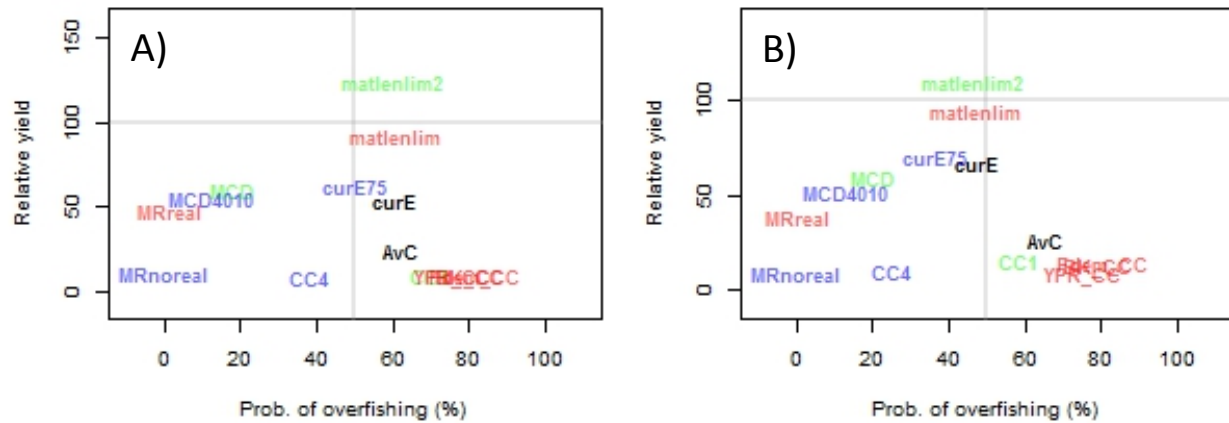 A)
Relative yield
150
100
50
0
matlenlim2
matlenlim
curE75
curE
MCD
MCD4010
MRreal
AvC
MRnoreal
CC4
0 20 40 60 80 100
Prob. of overfishing (%)
B)
Relative yield
100
50
0
matlenlim2
matlenlim
curE75
curE
MCD
MCD4010
MRreal
AvC
CC1
MRnoreal
CC4
YPR_CC
0 20 40 60 80 100
Prob. of overfishing (%)